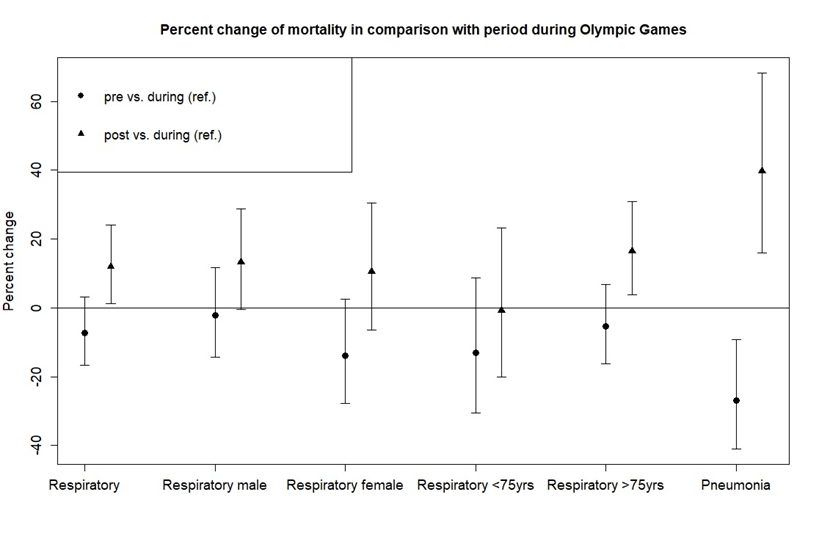 Percent change of mortality in comparison with period during Olympic Games
pre vs. during (ref.)
post vs. during (ref.)
Percent change
60
40
20
0
-20
-40
Respiratory Respiratory male Respiratory female Respiratory <75yrs Respiratory >75yrs Pneumonia